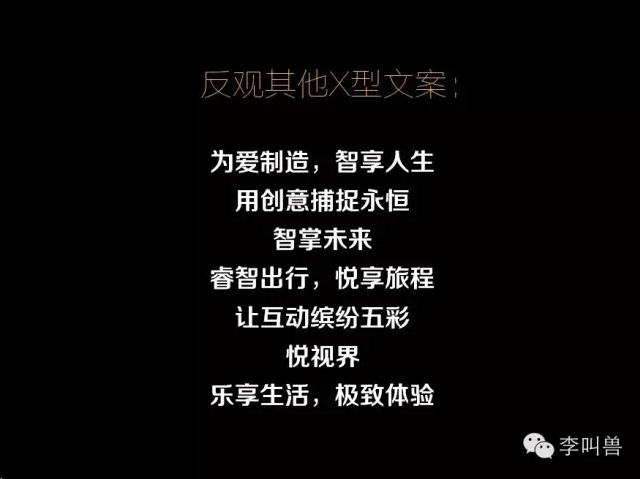 反观其他X型文案：
为爱制造，智享人生
用创意捕捉永恒
智掌未来
睿智出行，悦享旅程
让互动缤纷五彩
悦视界
乐享生活，极致体验
李叫兽